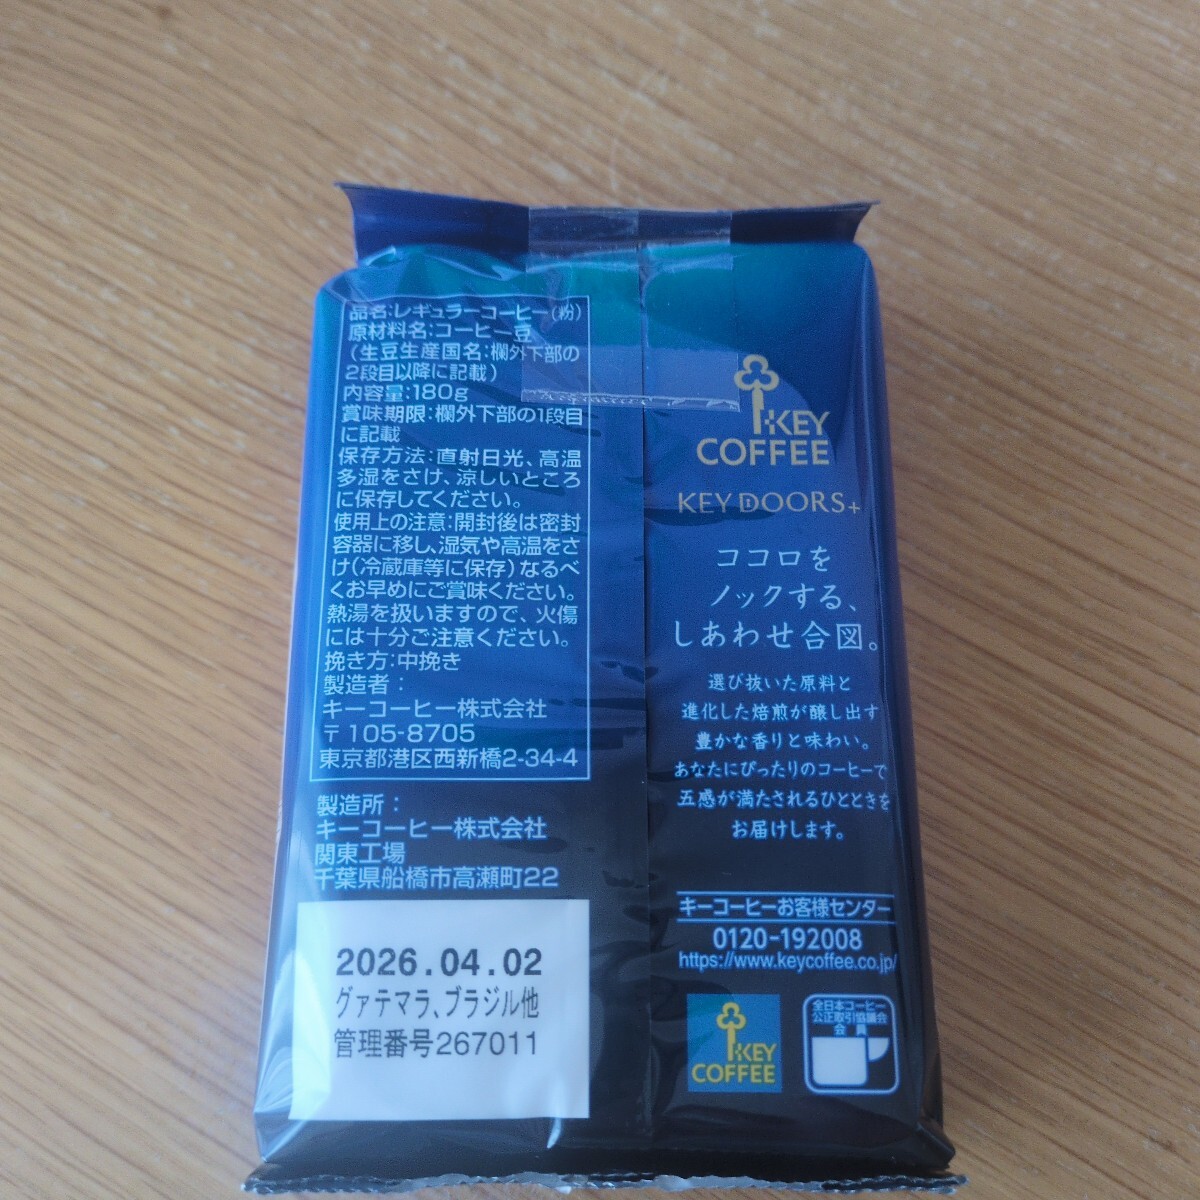 品名:レギュラーコーヒー(粉)
原材料名:コーヒー豆
(生豆生産国名:欄外下部の
2段目以降に記載)
内容量:180g
賞味期限:欄外下部の1段目
に記載
保存方法:直射日光、高温
多湿をさけ、涼しいところ
に保存してください。
使用上の注意:開封後は密封
容器に移し、湿気や高温をさ
け(冷蔵庫等に保存)なるべ
くお早めにご賞味ください。
熱湯を扱いますので、火傷
には十分ご注意ください。
挽き方:中挽き
製造者:
キーコーヒー株式会社
〒105-8705
東京都港区西新橋2-34-4
製造所:
キーコーヒー株式会社
関東工場
千葉県船橋市高瀬町22
2026.04.02
グァテマラ、ブラジル他
管理番号267011
KEY
COFFEE
KEY DOORS+
ココロを
ノックする、
しあわせ合図。
選び抜いた原料と
進化した焙煎が醸し出す
豊かな香りと味わい。
あなたにぴったりのコーヒーで
五感が満たされるひとときを
お届けします。
キーコーヒーお客様センター
0120-192008
https://www.keycoffee.co.jp/
KEY
COFFEE
全日本コーヒー
公正取引協議会
会員